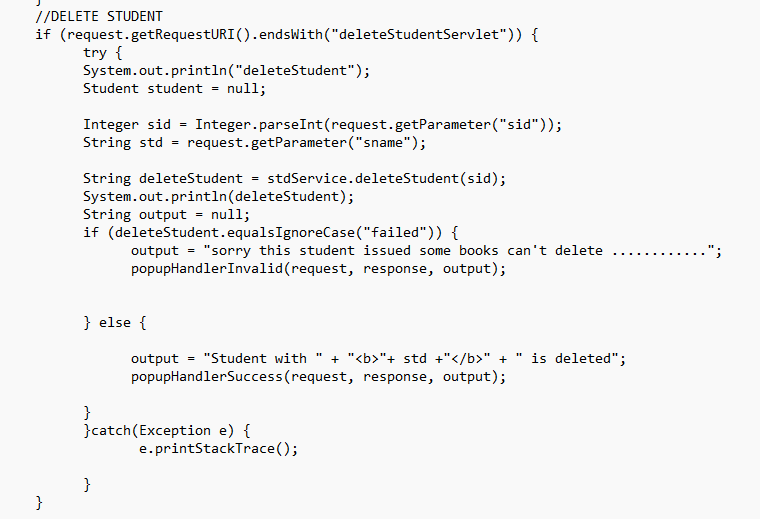 }
//DELETE STUDENT
if (request.getRequestURI().endsWith("deleteStudentServlet")) {
try {
System.out.println("deleteStudent");
Student student = null;
Integer sid = Integer.parseInt(request.getParameter("sid"));
String std = request.getParameter("sname");
String deleteStudent = stdService.deleteStudent(sid);
System.out.println(deleteStudent);
String output = null;
if (deleteStudent.equalsIgnoreCase("failed")) {
output = "sorry this student issued some books can't delete ............";
popupHandlerInvalid(request, response, output);
} else {
output = "Student with " + "<b>"+ std +"</b>" + " is deleted";
popupHandlerSuccess(request, response, output);
}
}catch(Exception e) {
e.printStackTrace();
}
}